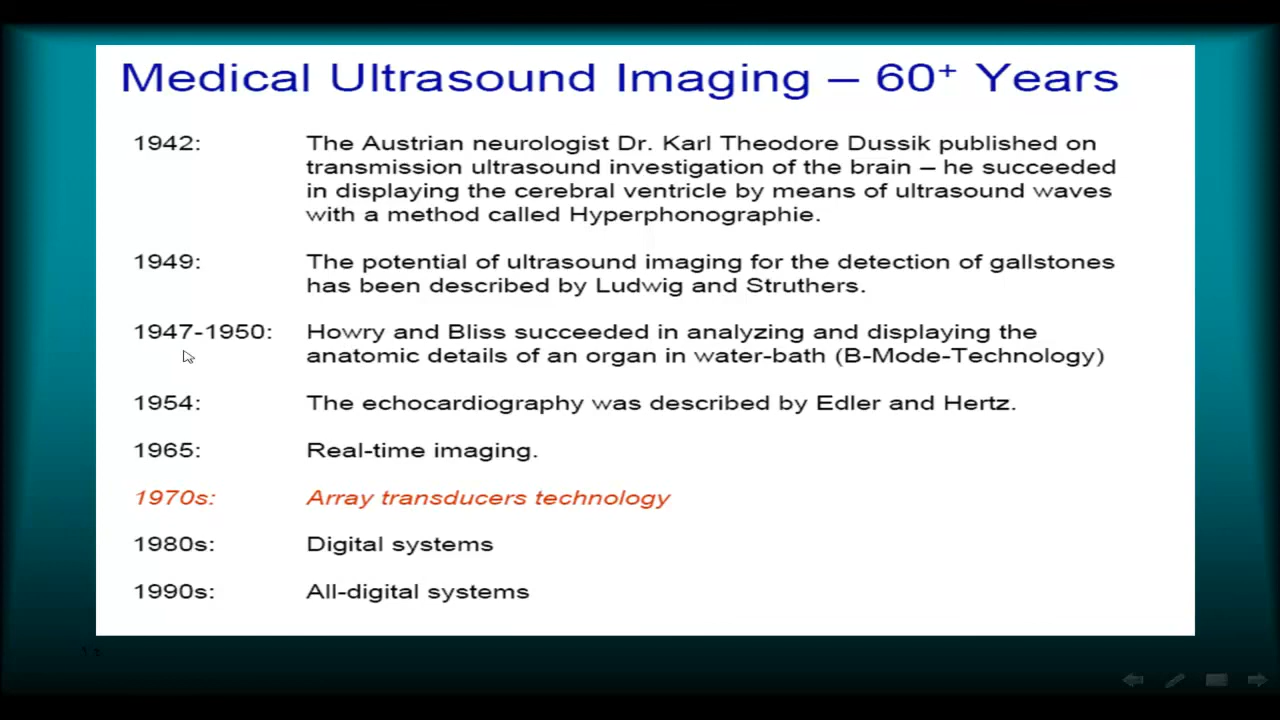 Medical Ultrasound Imaging – 60+ Years
1942: The Austrian neurologist Dr. Karl Theodore Dussik published on
transmission ultrasound investigation of the brain – he succeeded
in displaying the cerebral ventricle by means of ultrasound waves
with a method called Hyperphonographie.
1949: The potential of ultrasound imaging for the detection of gallstones
has been described by Ludwig and Struthers.
1947-1950: Howry and Bliss succeeded in analyzing and displaying the
anatomic details of an organ in water-bath (B-Mode-Technology)
1954: The echocardiography was described by Edler and Hertz.
1965: Real-time imaging.
1970s: Array transducers technology
1980s: Digital systems
1990s: All-digital systems